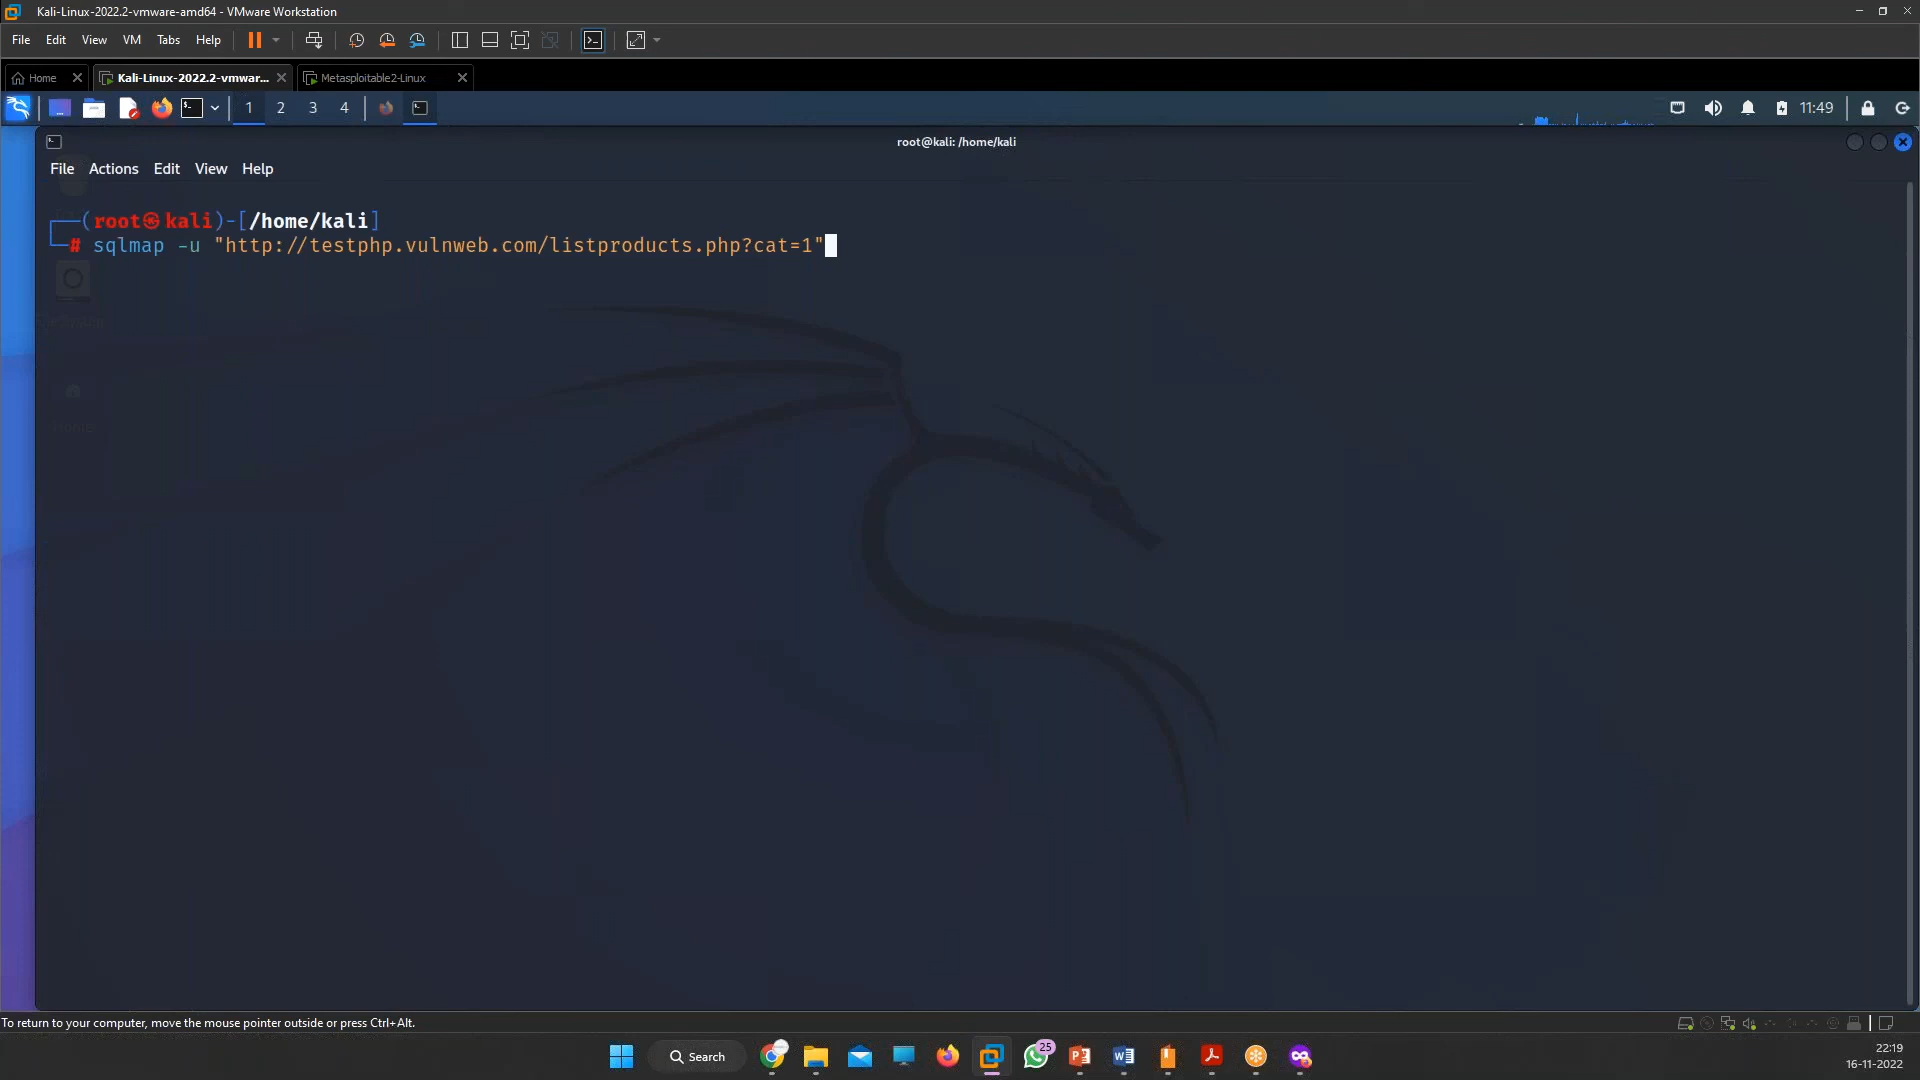 Kali-Linux-2022.2-vmware-amd64 - VMware Workstation
File Edit View VM Tabs Help
Home Kali-Linux-2022.2-vmwar... Metasploitable2-Linux
1 2 3 4 11:49
root@kali: /home/kali
File Actions Edit View Help
(root㉿kali)-[/home/kali]
# sqlmap -u "http://testphp.vulnweb.com/listproducts.php?cat=1"
Home
To return to your computer, move the mouse pointer outside or press Ctrl+Alt.
Search 25
22:19
16-11-2022